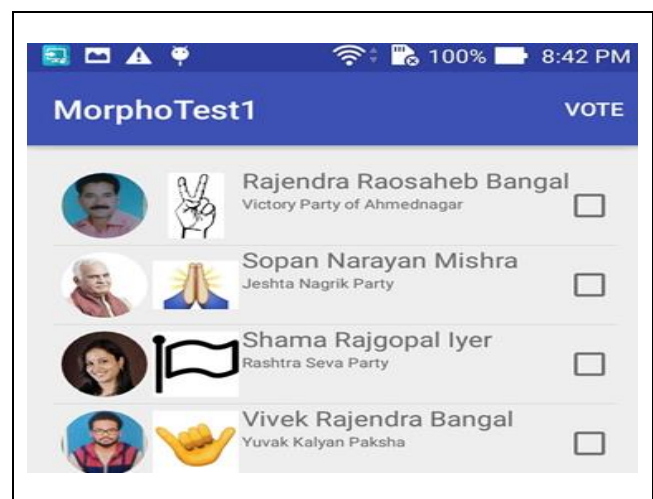 100% 8:42 PM
MorphoTest1 VOTE
Rajendra Raosaheb Bangal
Victory Party of Ahmednagar
Sopan Narayan Mishra
Jeshta Nagrik Party
Shama Rajgopal Iyer
Rashtra Seva Party
Vivek Rajendra Bangal
Yuvak Kalyan Paksha